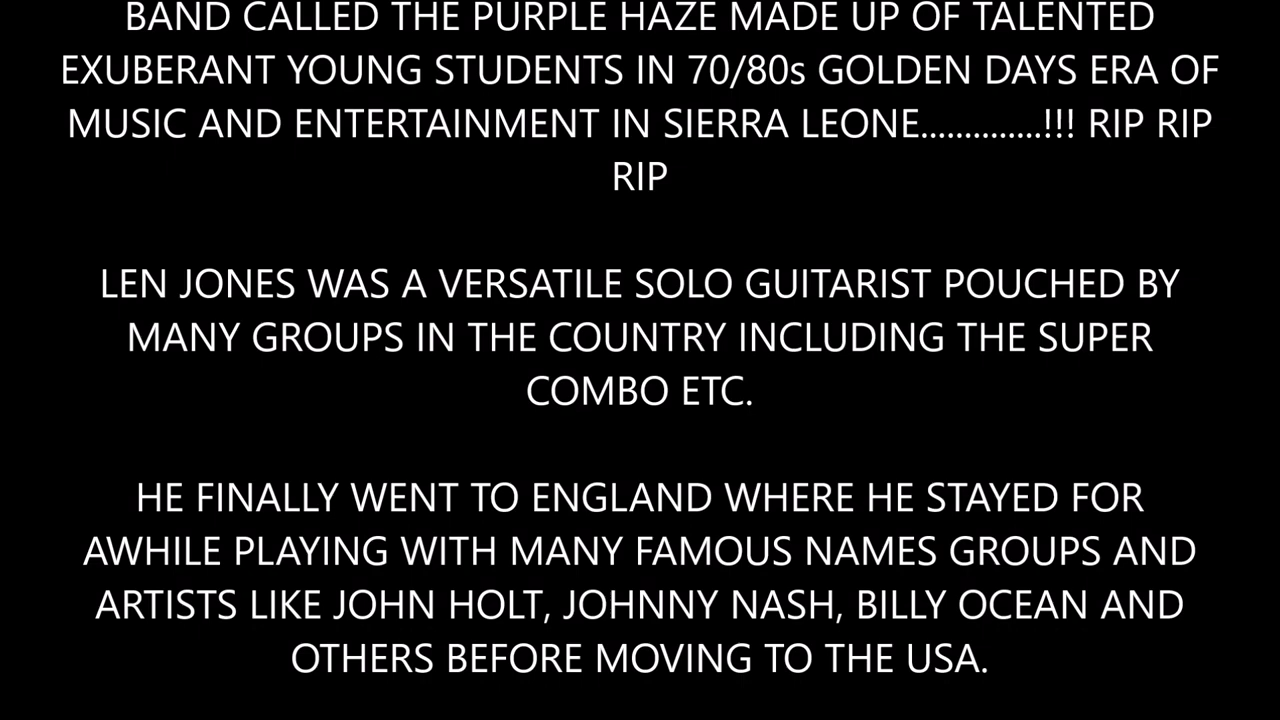 BAND CALLED THE PURPLE HAZE MADE UP OF TALENTED
EXUBERANT YOUNG STUDENTS IN 70/80s GOLDEN DAYS ERA OF
MUSIC AND ENTERTAINMENT IN SIERRA LEONE..............!!! RIP RIP
RIP
LEN JONES WAS A VERSATILE SOLO GUITARIST POUCHED BY
MANY GROUPS IN THE COUNTRY INCLUDING THE SUPER
COMBO ETC.
HE FINALLY WENT TO ENGLAND WHERE HE STAYED FOR
AWHILE PLAYING WITH MANY FAMOUS NAMES GROUPS AND
ARTISTS LIKE JOHN HOLT, JOHNNY NASH, BILLY OCEAN AND
OTHERS BEFORE MOVING TO THE USA.